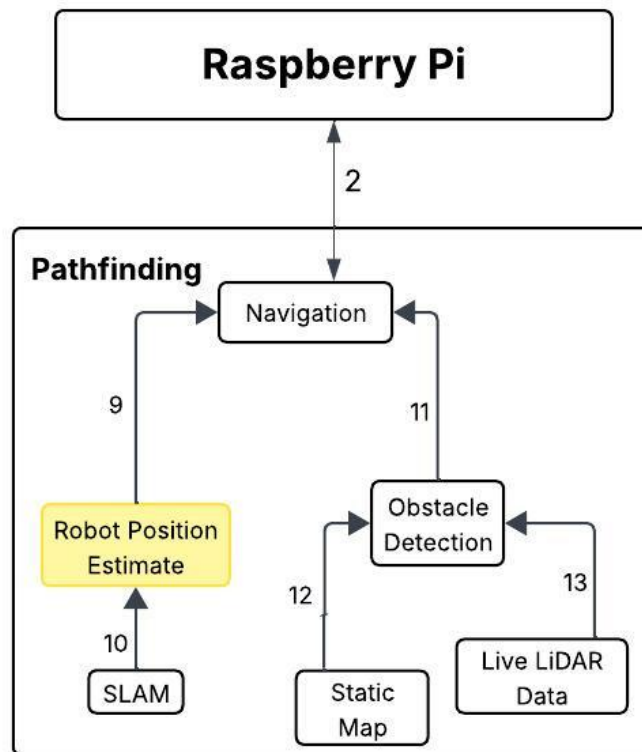 Raspberry Pi
2
Pathfinding
Navigation
9
11
Robot Position
Estimate
Obstacle
Detection
12
13
10
SLAM
Static
Map
Live LiDAR
Data